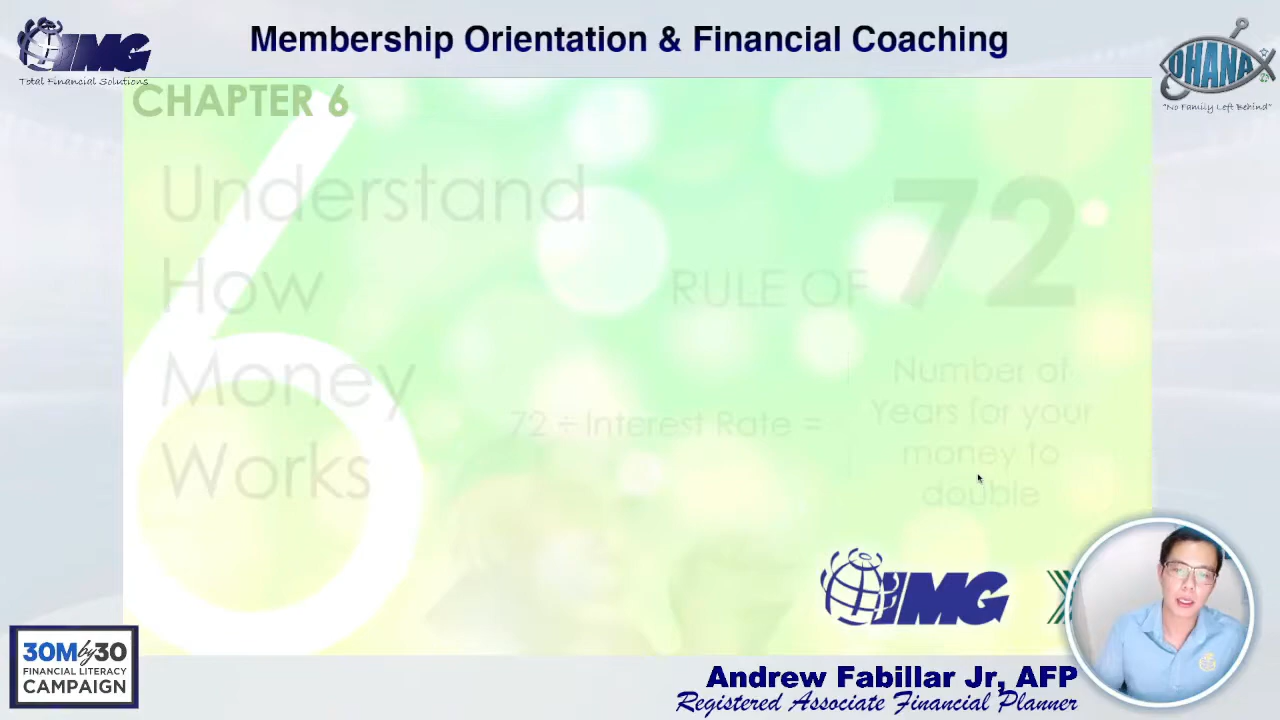 IMG
Total Financial Solutions
Membership Orientation & Financial Coaching
OHANA
"No Family Left Behind"
CHAPTER 6
6
Understand
How
Money
Works
RULE OF 72
72 ÷ Interest Rate =
Number of
Years for your
money to
double
IMG
30M by 30
FINANCIAL LITERACY
CAMPAIGN
Andrew Fabillar Jr, AFP
Registered Associate Financial Planner